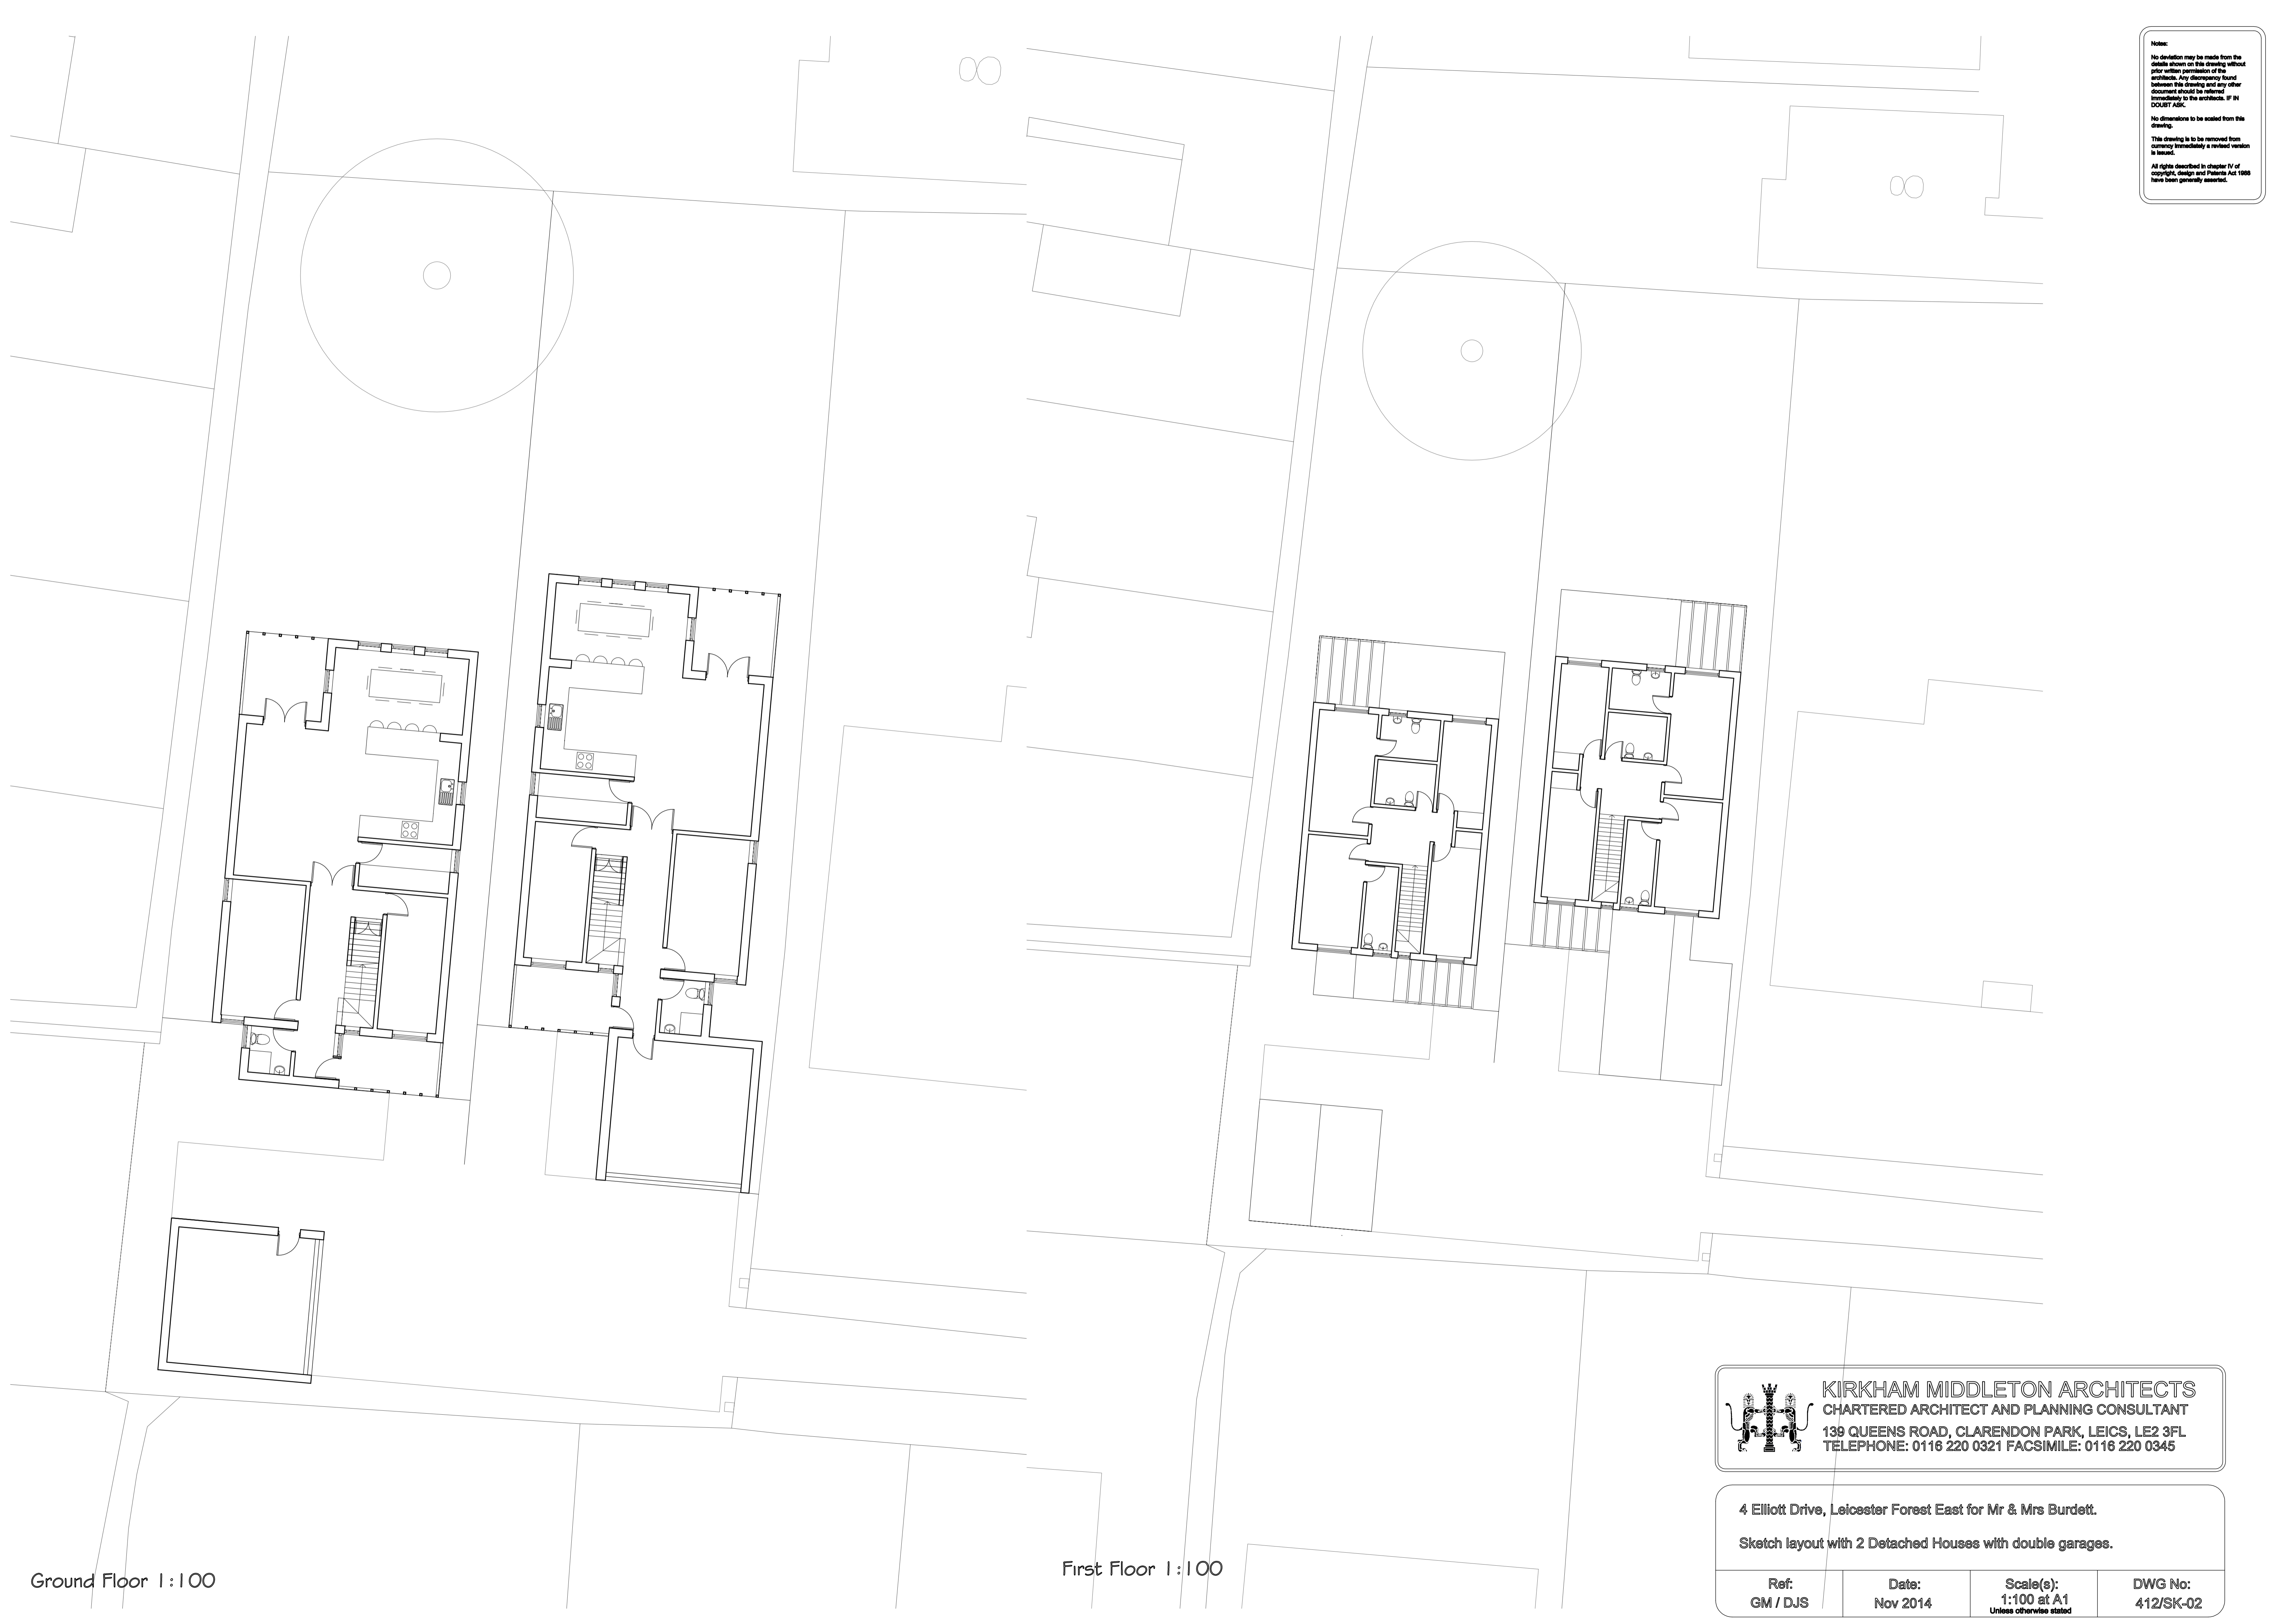 Notes:
No deviation may be made from the
details shown on this drawing without
prior written permission of the
architects. Any discrepancy found
between this drawing and any other
document should be referred
immediately to the architects. IF IN
DOUBT ASK.
No dimensions to be scaled from this
drawing.
This drawing is to be removed from
currency immediately a revised version
is issued.
All rights described in chapter IV of
copyright, design and Patents Act 1988
have been generally asserted.
KIRKHAM MIDDLETON ARCHITECTS
CHARTERED ARCHITECT AND PLANNING CONSULTANT
139 QUEENS ROAD, CLARENDON PARK, LEICS, LE2 3FL
TELEPHONE: 0116 220 0321 FACSIMILE: 0116 220 0345
4 Elliott Drive, Leicester Forest East for Mr & Mrs Burdett.
Sketch layout with 2 Detached Houses with double garages.
Ref:
GM / DJS
Date:
Nov 2014
Scale(s):
1:100 at A1
Unless otherwise stated
DWG No:
412/SK-02
Ground Floor 1:100
First Floor 1:100